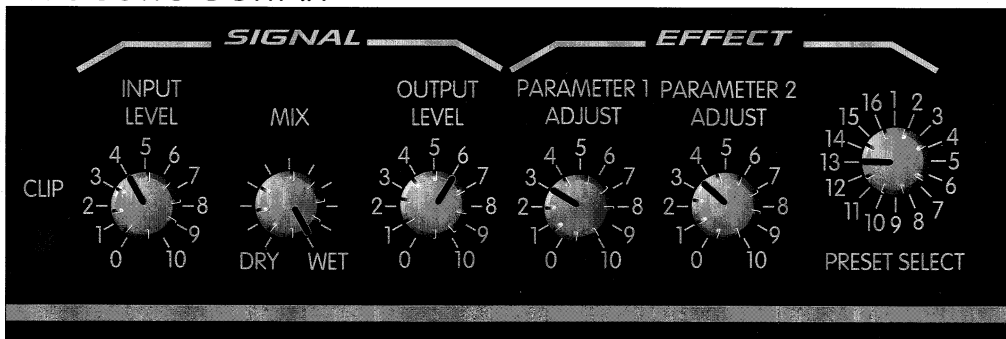 SIGNAL
EFFECT
INPUT
LEVEL
MIX
OUTPUT
LEVEL
PARAMETER 1
ADJUST
PARAMETER 2
ADJUST
CLIP
0 1 2 3 4 5 6 7 8 9 10
DRY WET
0 1 2 3 4 5 6 7 8 9 10
0 1 2 3 4 5 6 7 8 9 10
0 1 2 3 4 5 6 7 8 9 10
1 2 3 4 5 6 7 8 9 10 11 12 13 14 15 16
PRESET SELECT